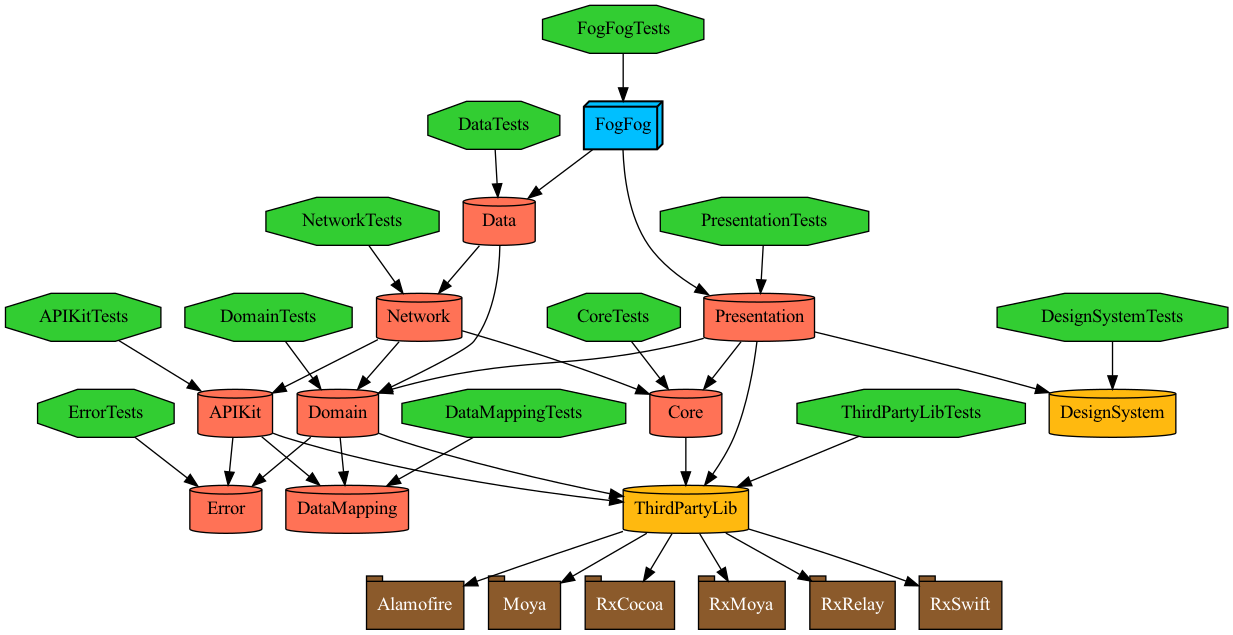 FogFogTests
DataTests
FogFog
NetworkTests
Data
PresentationTests
APIKitTests
DomainTests
Network
CoreTests
Presentation
DesignSystemTests
ErrorTests
APIKit
Domain
DataMappingTests
Core
ThirdPartyLibTests
DesignSystem
Error
DataMapping
ThirdPartyLib
Alamofire
Moya
RxCocoa
RxMoya
RxRelay
RxSwift